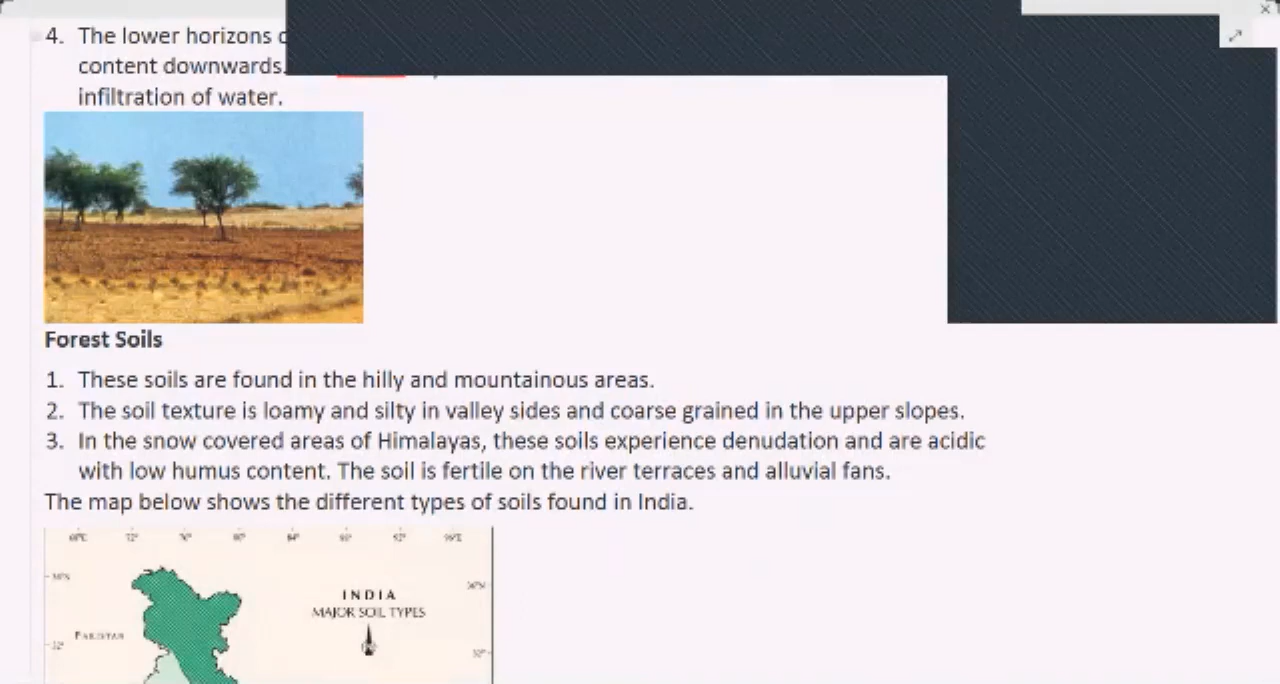 4. The lower horizons
content downwards.
infiltration of water.
Forest Soils
1. These soils are found in the hilly and mountainous areas.
2. The soil texture is loamy and silty in valley sides and coarse grained in the upper slopes.
3. In the snow covered areas of Himalayas, these soils experience denudation and are acidic
with low humus content. The soil is fertile on the river terraces and alluvial fans.
The map below shows the different types of soils found in India.
INDIA
MAJOR SOIL TYPES
PAKISTAN